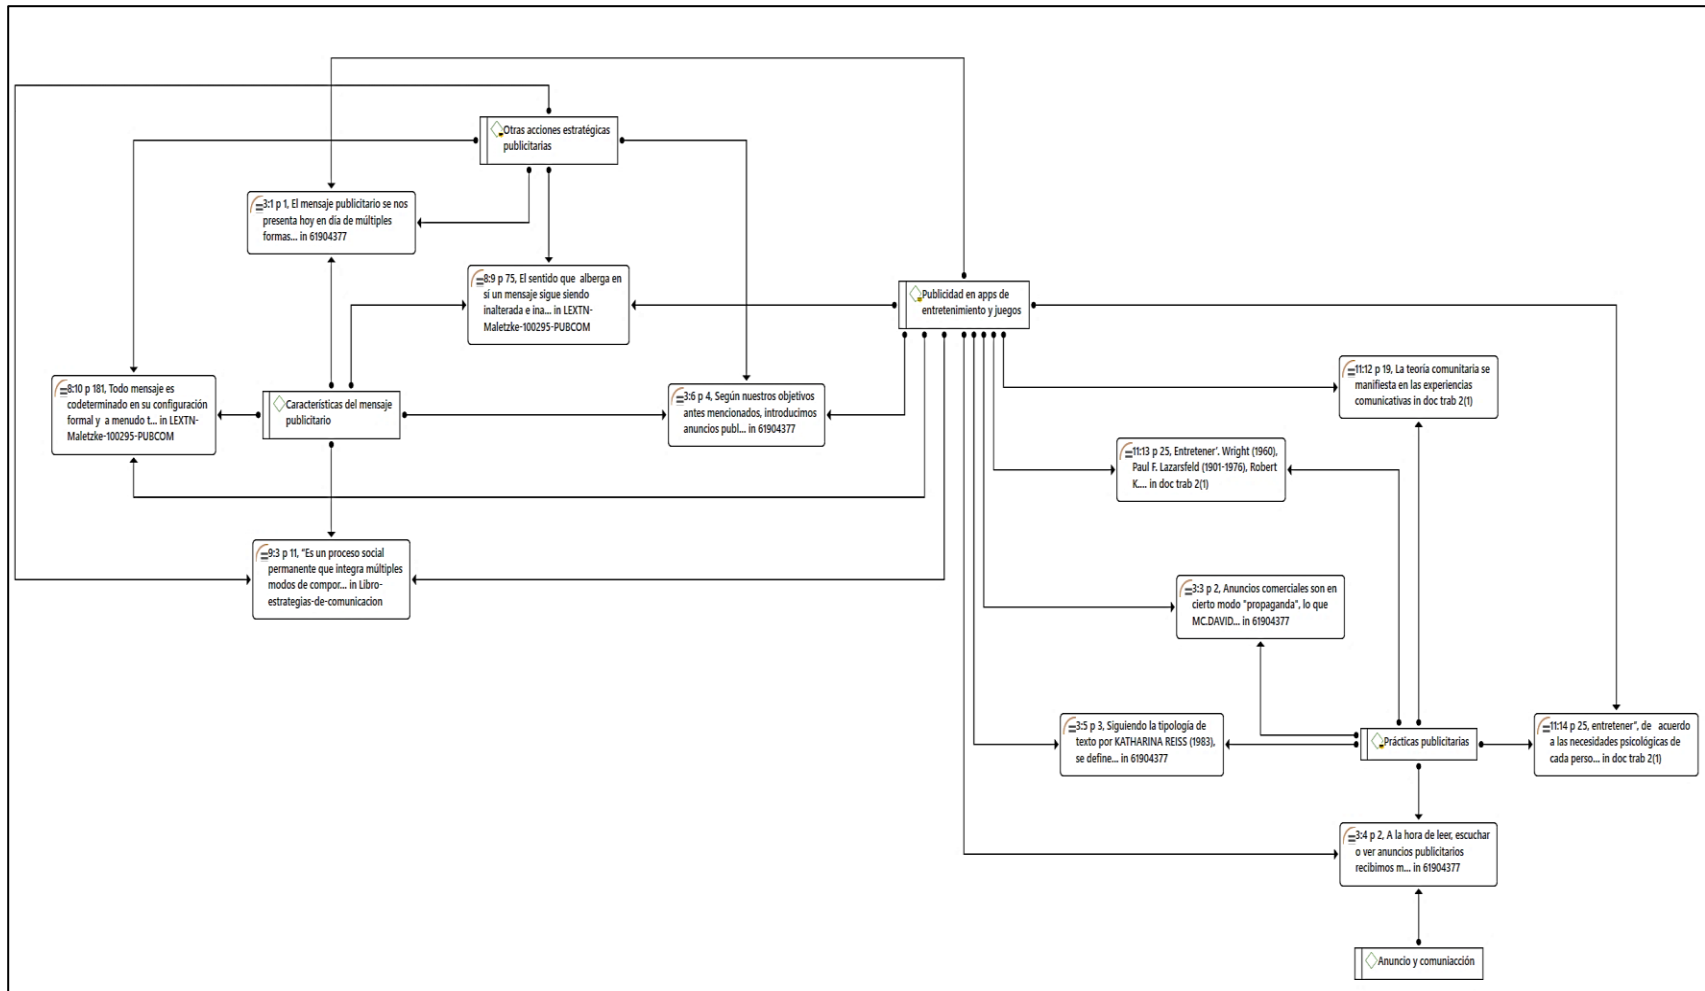 Otras acciones estratégicas
publicitarias
3:1 p 1, El mensaje publicitario se nos
presenta hoy en día de múltiples
formas... in 61904377
8:9 p 75, El sentido que alberga en
sí un mensaje sigue siendo
inalterada e ina... in LEXTN-
Maletzke-100295-PUBCOM
Publicidad en apps de
entretenimiento y juegos
8:10 p 181, Todo mensaje es
codeterminado en su configuración
formal y a menudo t... in LEXTN-
Maletzke-100295-PUBCOM
Características del mensaje
publicitario
3:6 p 4, Según nuestros objetivos
antes mencionados, introducimos
anuncios publ... in 61904377
11:12 p 19, La teoría comunitaria se
manifiesta en las experiencias
comunicativas in doc trab 2(1)
11:13 p 25, Entretener'. Wright (1960),
Paul F. Lazarsfeld (1901-1976), Robert
K.... in doc trab 2(1)
9:3 p 11, "Es un proceso social
permanente que integra múltiples
modos de compor... in Libro-
estrategias-de-comunicacion
3:3 p 2, Anuncios comerciales son en
cierto modo "propaganda", lo que
MC.DAVID... in 61904377
3:5 p 3, Siguiendo la tipología de
texto por KATHARINA REISS (1983),
se define... in 61904377
Prácticas publicitarias
11:14 p 25, entretener", de acuerdo
a las necesidades psicológicas de
cada perso... in doc trab 2(1)
3:4 p 2, A la hora de leer, escuchar
o ver anuncios publicitarios
recibimos m... in 61904377
Anuncio y comuniacción